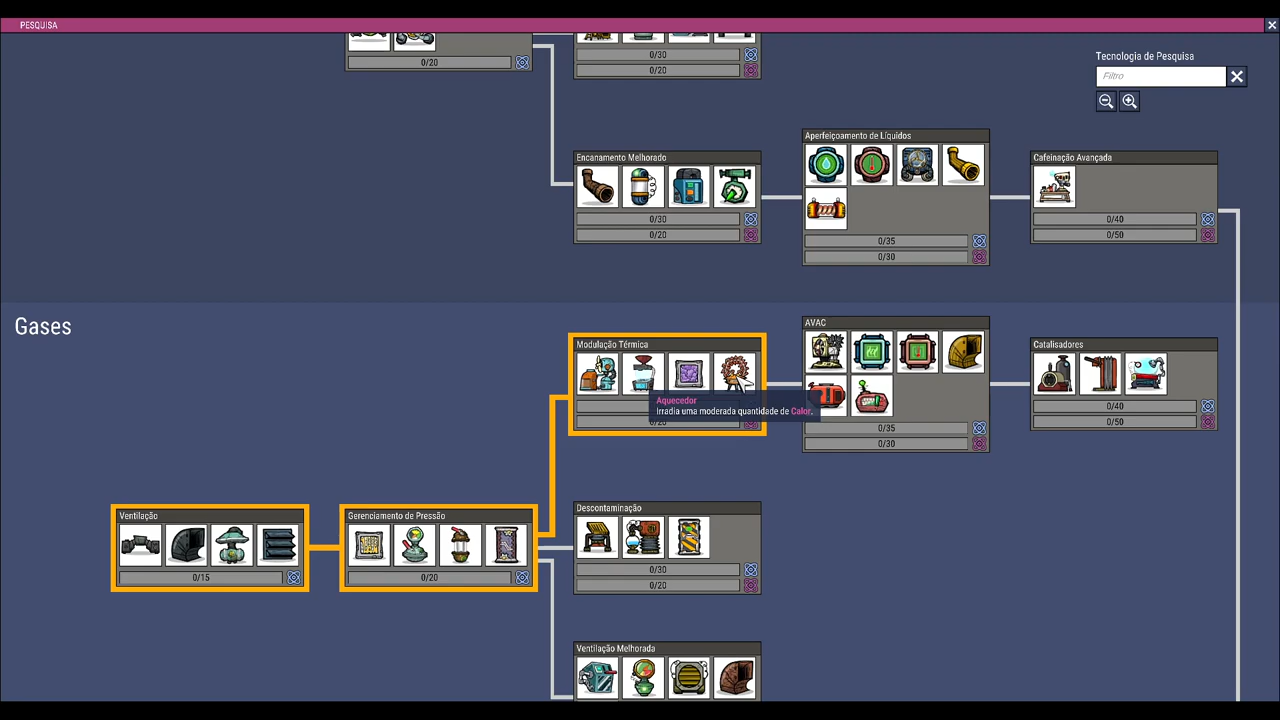 PESQUISA
Tecnologia de Pesquisa
Filtro
0/20
0/30
0/20
Encanamento Melhorado
0/30
0/20
Aperfeiçoamento de Líquidos
0/35
0/30
Cafeinação Avançada
0/40
0/50
Gases
Modulação Térmica
0/20
Aquecedor
Irradia uma moderada quantidade de Calor.
AVAC
0/35
0/30
Catalisadores
0/40
0/50
Ventilação
0/15
Gerenciamento de Pressão
0/20
Descontaminação
0/30
0/20
Ventilação Melhorada